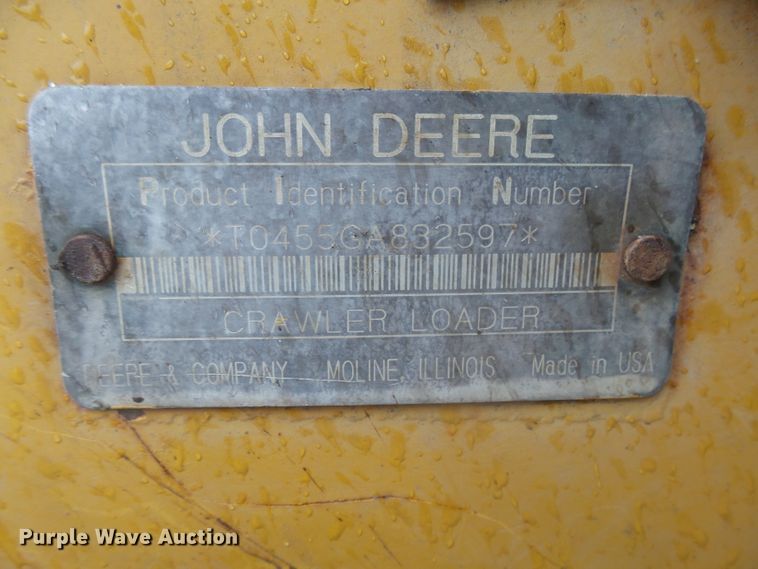 JOHN DEERE
Product Identification Number
*T0455GA832597*
CRAWLER LOADER
DEERE & COMPANY MOLINE, ILLINOIS Made in USA
Purple Wave Auction